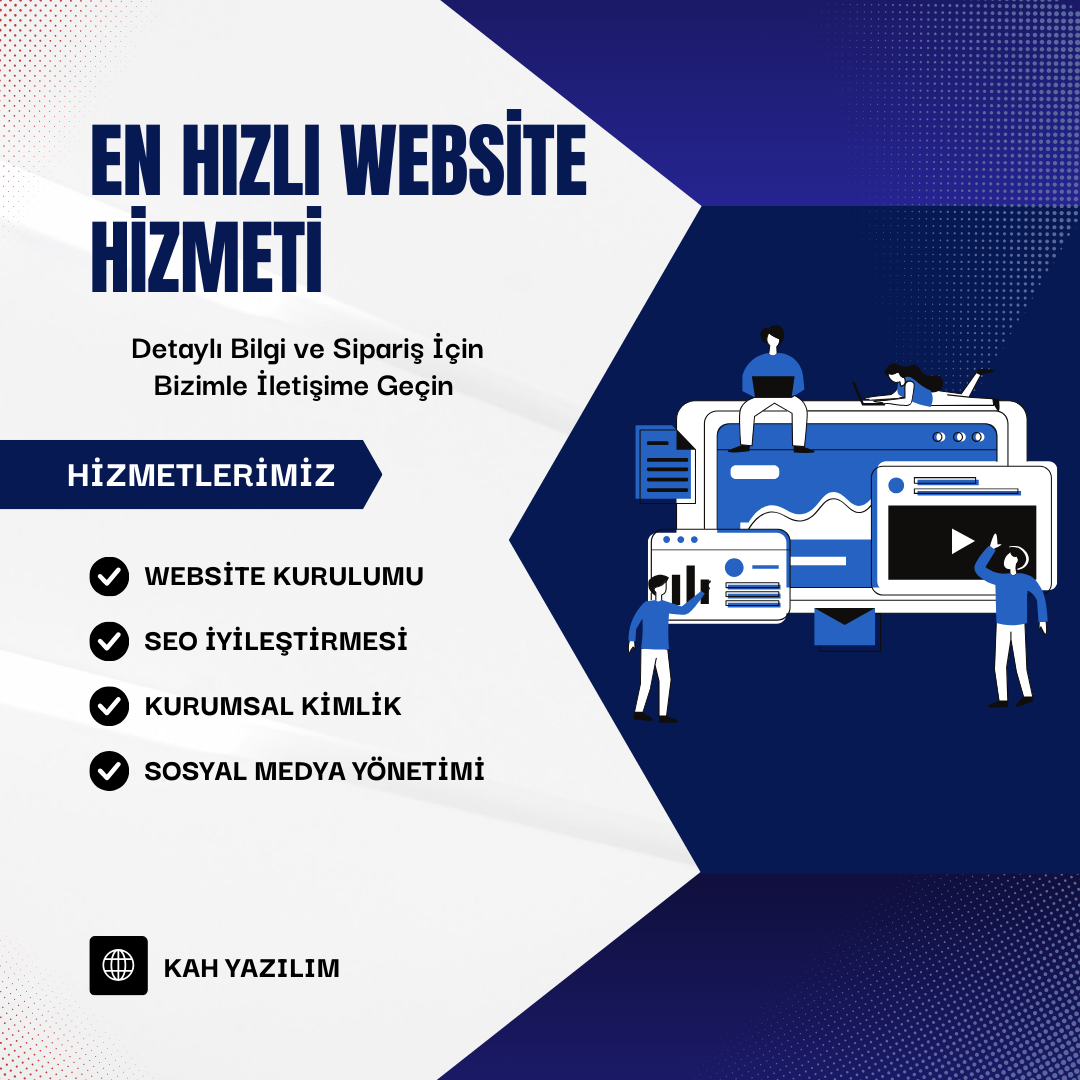 EN HIZLI WEBSİTE
HİZMETİ
Detaylı Bilgi ve Sipariş İçin
Bizimle İletişime Geçin
HİZMETLERİMİZ
WEBSİTE KURULUMU
SEO İYİLEŞTİRMESİ
KURUMSAL KİMLİK
SOSYAL MEDYA YÖNETİMİ
KAH YAZILIM